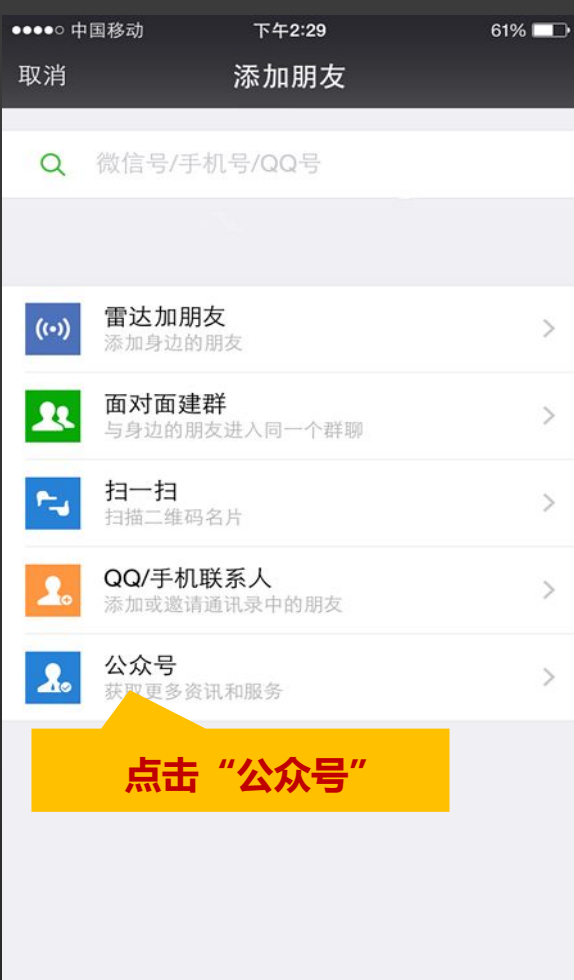 中国移动 下午2:29 61%
取消 添加朋友
微信号/手机号/QQ号
雷达加朋友
添加身边的朋友
面对面建群
与身边的朋友进入同一个群聊
扫一扫
扫描二维码名片
QQ/手机联系人
添加或邀请通讯录中的朋友
公众号
获取更多资讯和服务
点击“公众号”